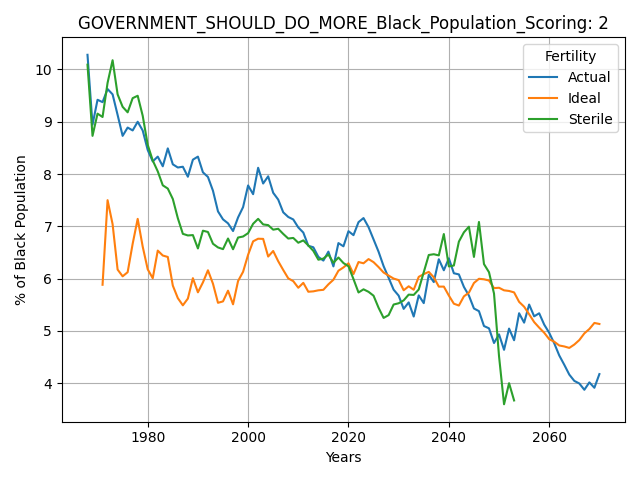 GOVERNMENT_SHOULD_DO_MORE_Black_Population_Scoring: 2
Fertility
Actual
Ideal
Sterile
% of Black Population
10
9
8
7
6
5
4
1980 2000 2020 2040 2060
Years